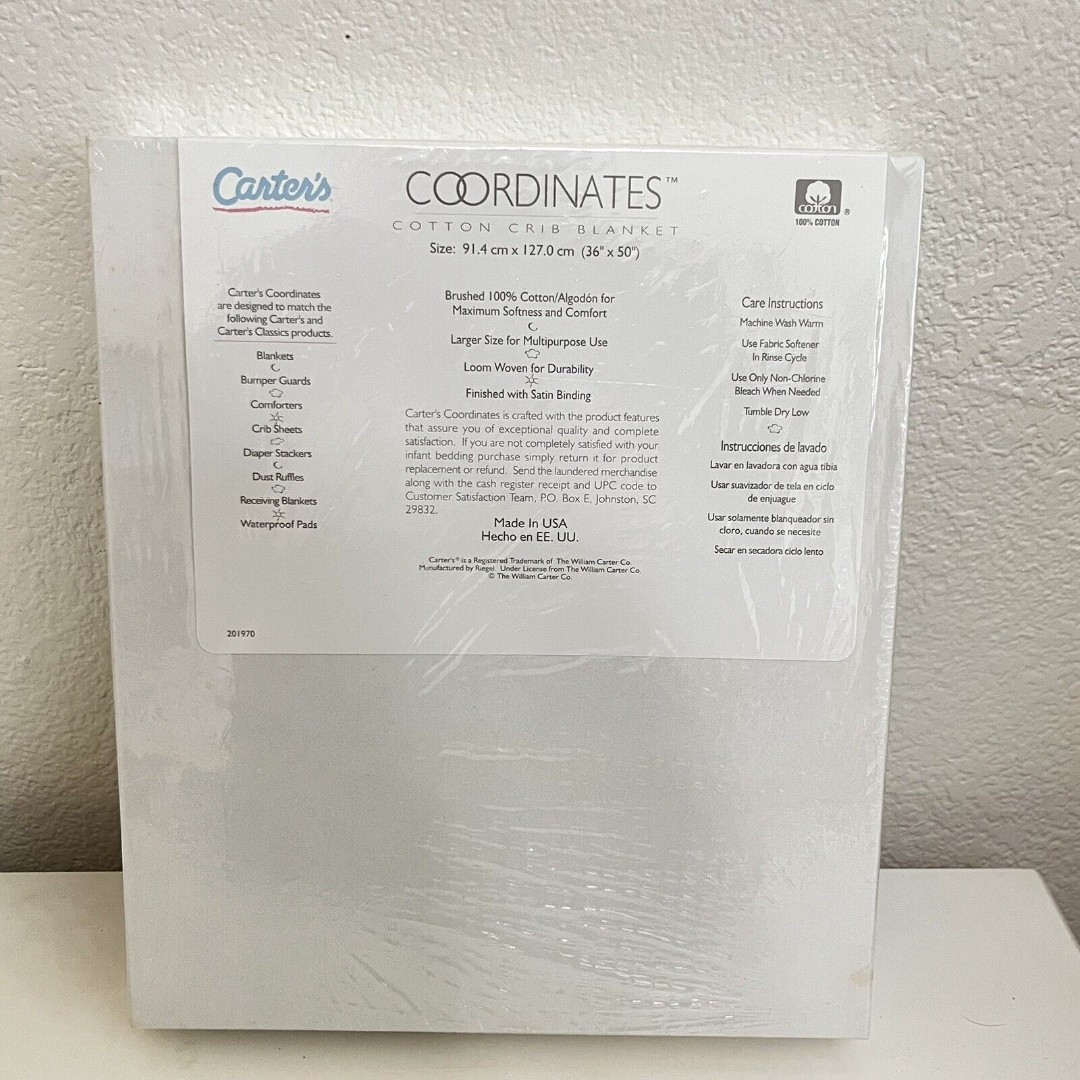 Carter's
COORDINATES™
COTTON CRIB BLANKET
Size: 91.4 cm x 127.0 cm (36" x 50")
cotton ®
100% COTTON
Carter's Coordinates
are designed to match the
following Carter's and
Carter's Classics products.
Blankets
Bumper Guards
Comforters
Crib Sheets
Diaper Stackers
Dust Ruffles
Receiving Blankets
Waterproof Pads
Brushed 100% Cotton/Algodón for
Maximum Softness and Comfort
Larger Size for Multipurpose Use
Loom Woven for Durability
Finished with Satin Binding
Carter's Coordinates is crafted with the product features
that assure you of exceptional quality and complete
satisfaction. If you are not completely satisfied with your
infant bedding purchase simply return it for product
replacement or refund. Send the laundered merchandise
along with the cash register receipt and UPC code to
Customer Satisfaction Team, P.O. Box E, Johnston, SC
29832.
Made In USA
Hecho en EE. UU.
Carter's® is a Registered Trademark of The William Carter Co.
Manufactured by Riegel. Under License from The William Carter Co.
© The William Carter Co.
Care Instructions
Machine Wash Warm
Use Fabric Softener
In Rinse Cycle
Use Only Non-Chlorine
Bleach When Needed
Tumble Dry Low
Instrucciones de lavado
Lavar en lavadora con agua tibia
Usar suavizador de tela en ciclo
de enjuague
Usar solamente blanqueador sin
cloro, cuando se necesite
Secar en secadora ciclo lento
201970